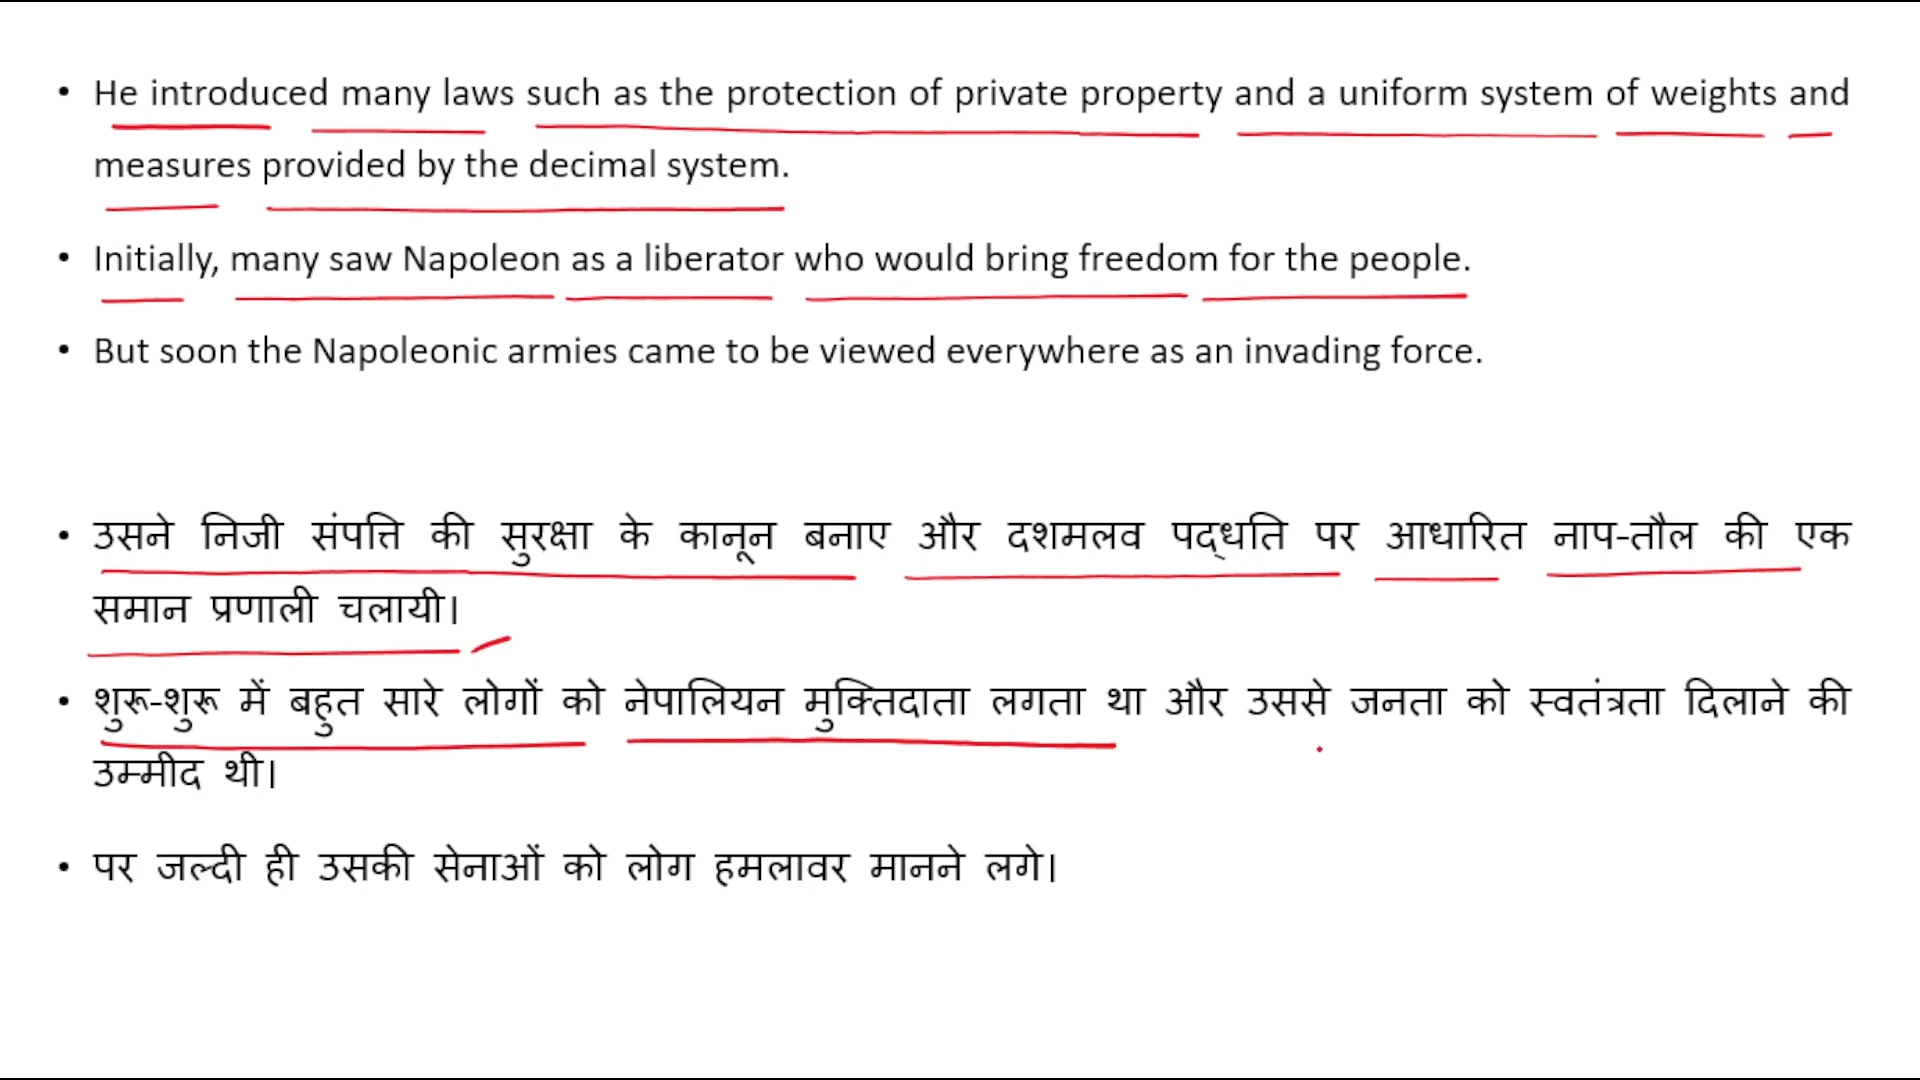 • He introduced many laws such as the protection of private property and a uniform system of weights and
measures provided by the decimal system.
• Initially, many saw Napoleon as a liberator who would bring freedom for the people.
• But soon the Napoleonic armies came to be viewed everywhere as an invading force.
• उसने निजी संपत्ति की सुरक्षा के कानून बनाए और दशमलव पद्धति पर आधारित नाप-तौल की एक
समान प्रणाली चलायी।
• शुरू-शुरू में बहुत सारे लोगों को नेपालियन मुक्तिदाता लगता था और उससे जनता को स्वतंत्रता दिलाने की
उम्मीद थी।
• पर जल्दी ही उसकी सेनाओं को लोग हमलावर मानने लगे।